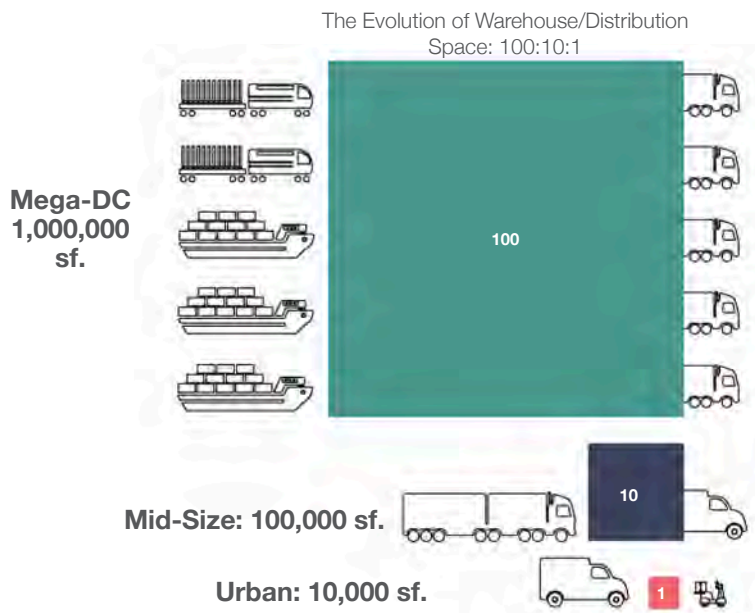 The Evolution of Warehouse/Distribution
Space: 100:10:1
Mega-DC
1,000,000
sf.
100
Mid-Size: 100,000 sf.
10
Urban: 10,000 sf.
1